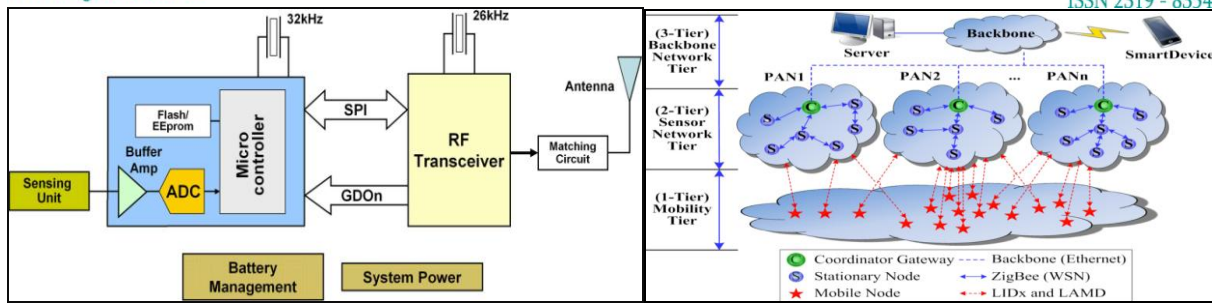 ISSN 2319 - 8354
32kHz
26kHz
Antenna
Flash/
EEprom
Micro
controller
Buffer
Amp
ADC
Sensing
Unit
SPI
GDOn
RF
Transceiver
Matching
Circuit
Battery
Management
System Power
(3-Tier)
Backbone
Network
Tier
Server
Backbone
SmartDevice
PAN1
PAN2
...
PANn
(2-Tier)
Sensor
Network
Tier
C
S
S
S
S
S
S
C
S
S
S
S
S
C
S
S
S
S
S
S
(1-Tier)
Mobility
Tier
C Coordinator Gateway
Backbone (Ethernet)
S Stationary Node
ZigBee (WSN)
Mobile Node
LIDx and LAMD